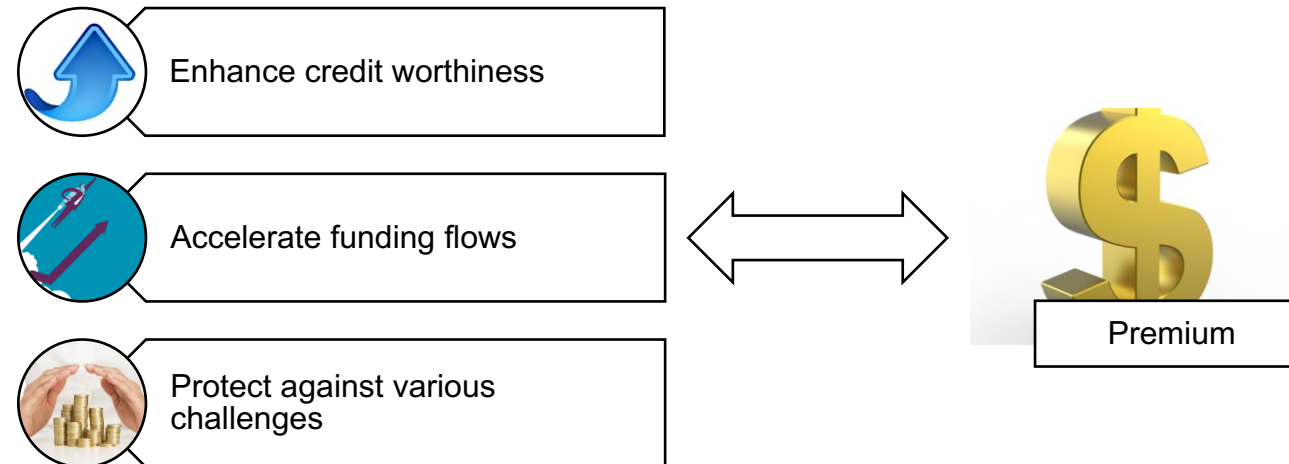 Enhance credit worthiness
Accelerate funding flows
Protect against various
challenges
Premium